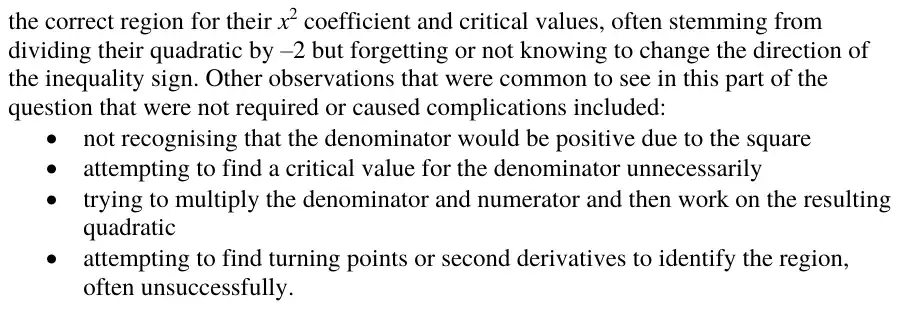 the correct region for their x² coefficient and critical values, often stemming from
dividing their quadratic by –2 but forgetting or not knowing to change the direction of
the inequality sign. Other observations that were common to see in this part of the
question that were not required or caused complications included:
• not recognising that the denominator would be positive due to the square
• attempting to find a critical value for the denominator unnecessarily
• trying to multiply the denominator and numerator and then work on the resulting
quadratic
• attempting to find turning points or second derivatives to identify the region,
often unsuccessfully.